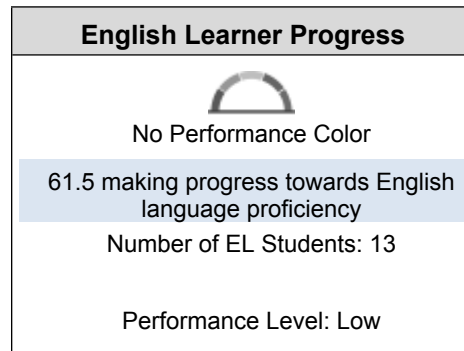 English Learner Progress
No Performance Color
61.5 making progress towards English
language proficiency
Number of EL Students: 13
Performance Level: Low